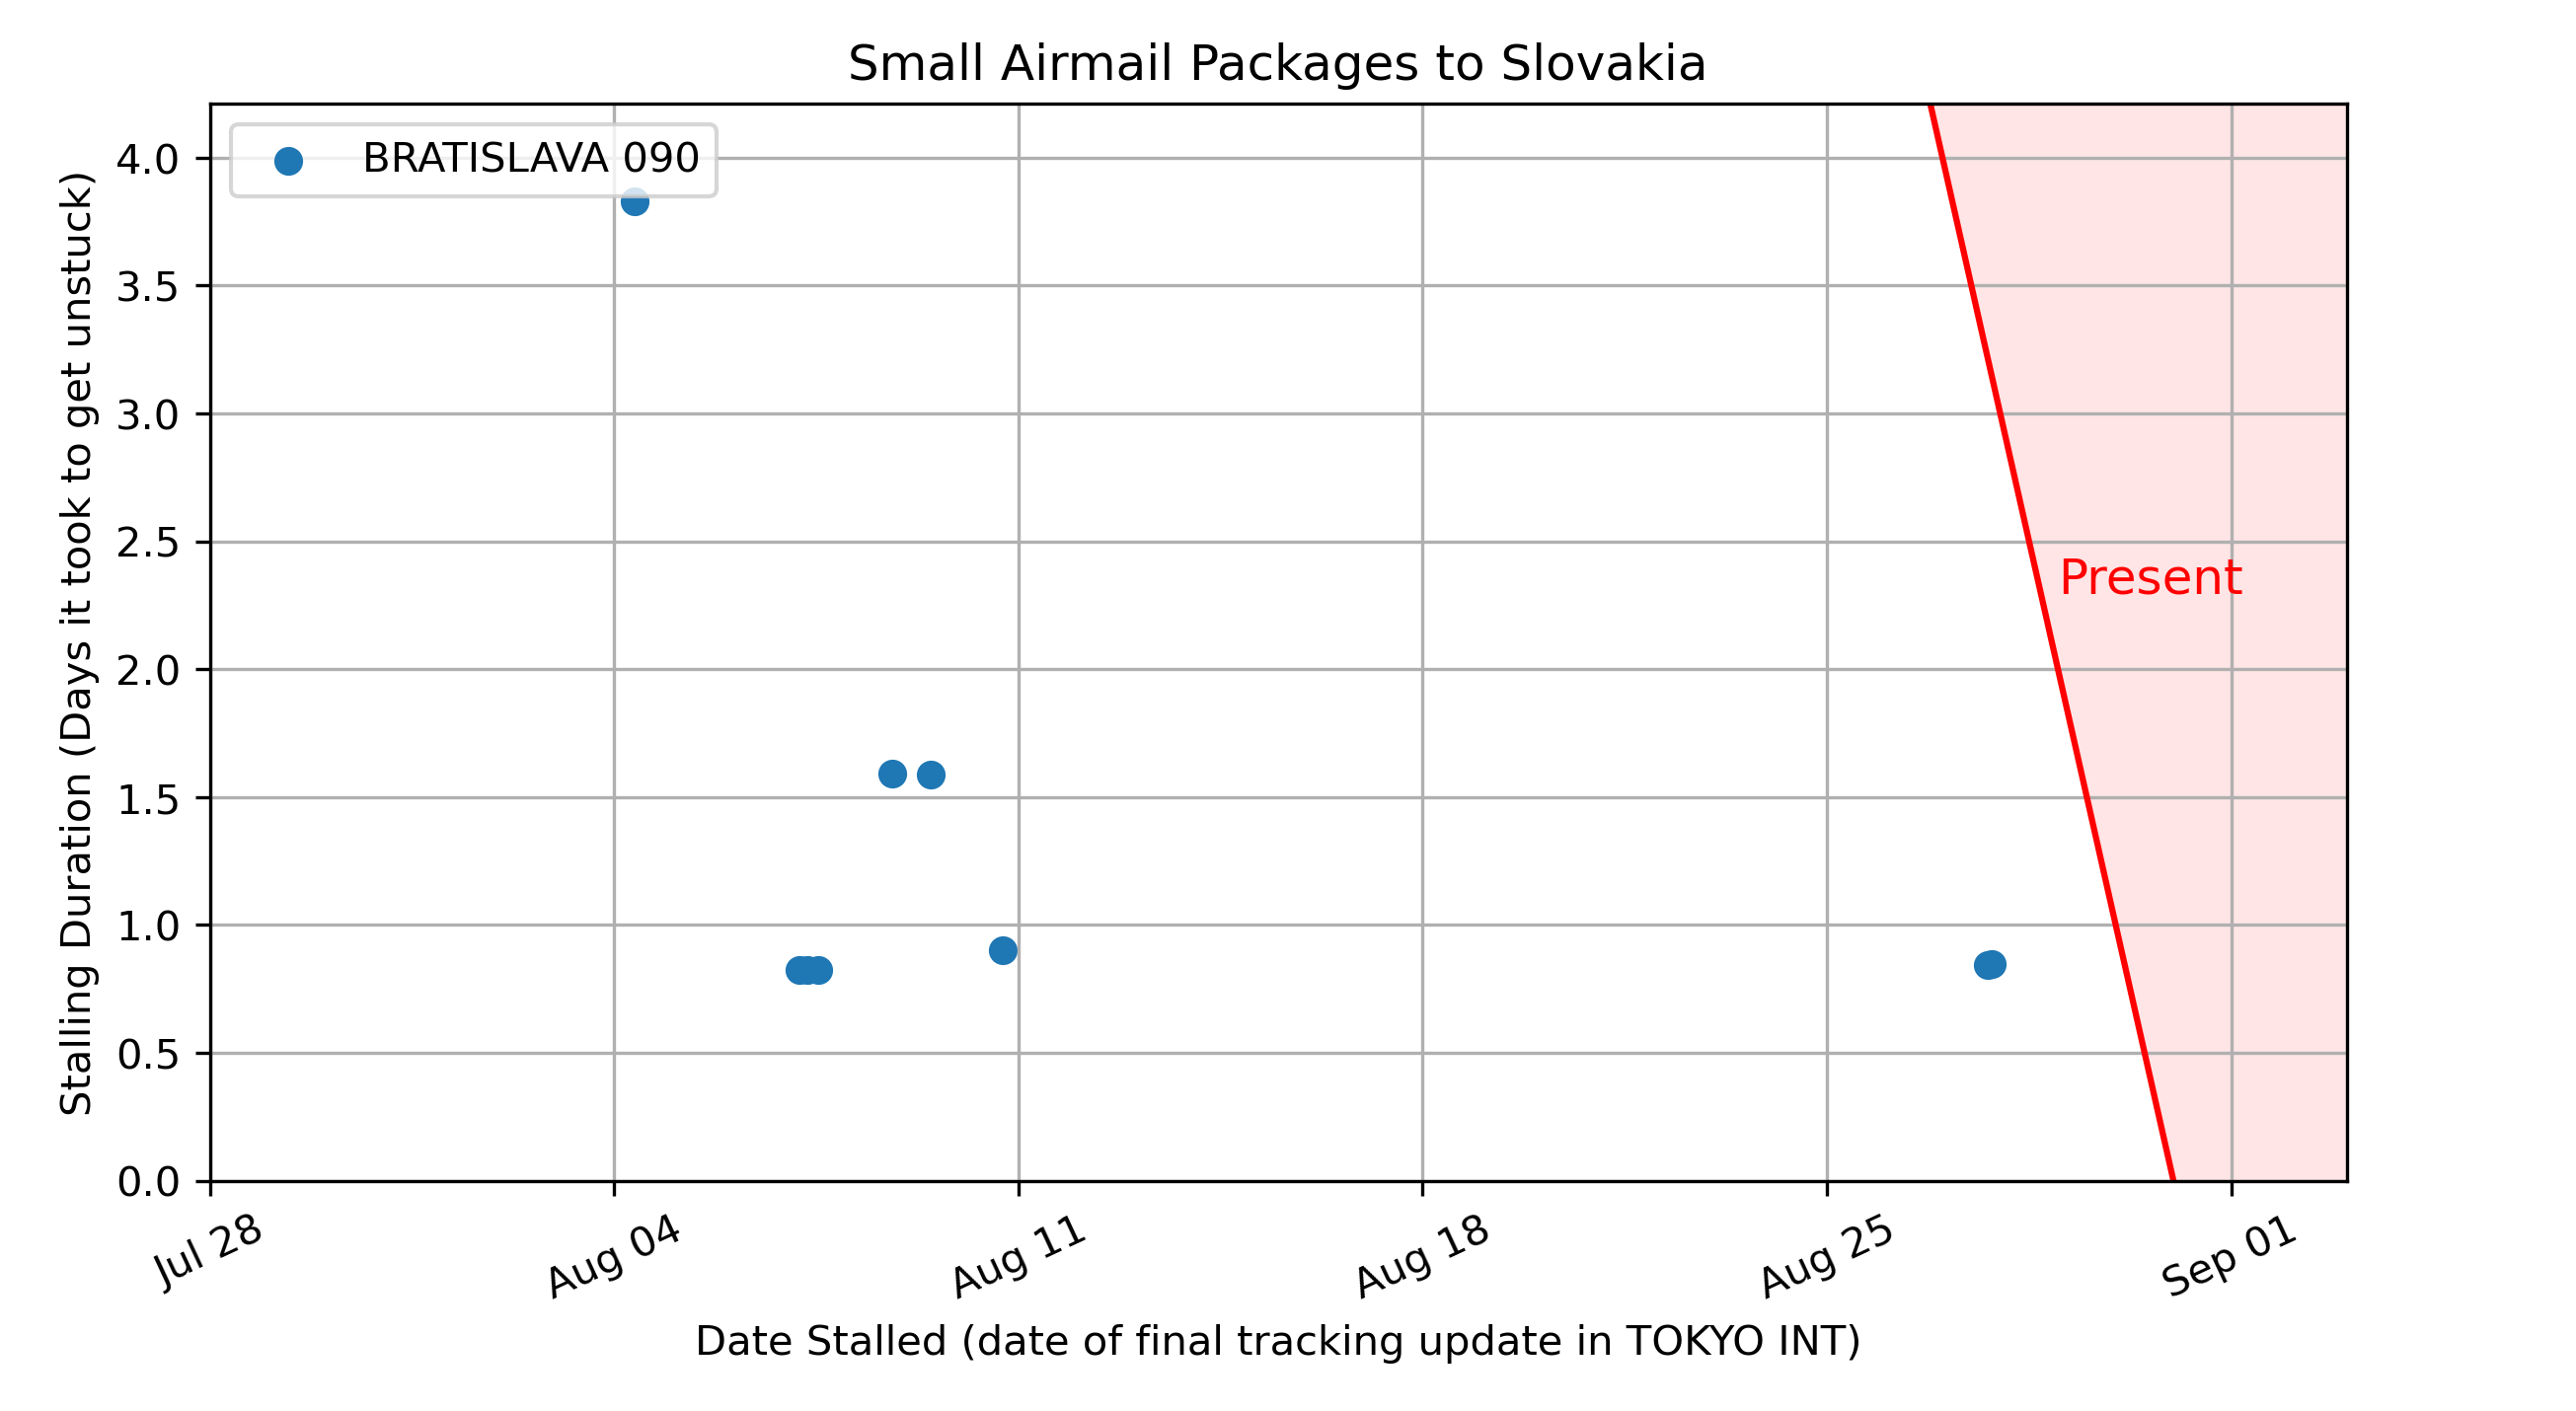 Small Airmail Packages to Slovakia
BRATISLAVA 090
Stalling Duration (Days it took to get unstuck)
4.0
3.5
3.0
2.5
2.0
1.5
1.0
0.5
0.0
Present
Jul 28
Aug 04
Aug 11
Aug 18
Aug 25
Sep 01
Date Stalled (date of final tracking update in TOKYO INT)